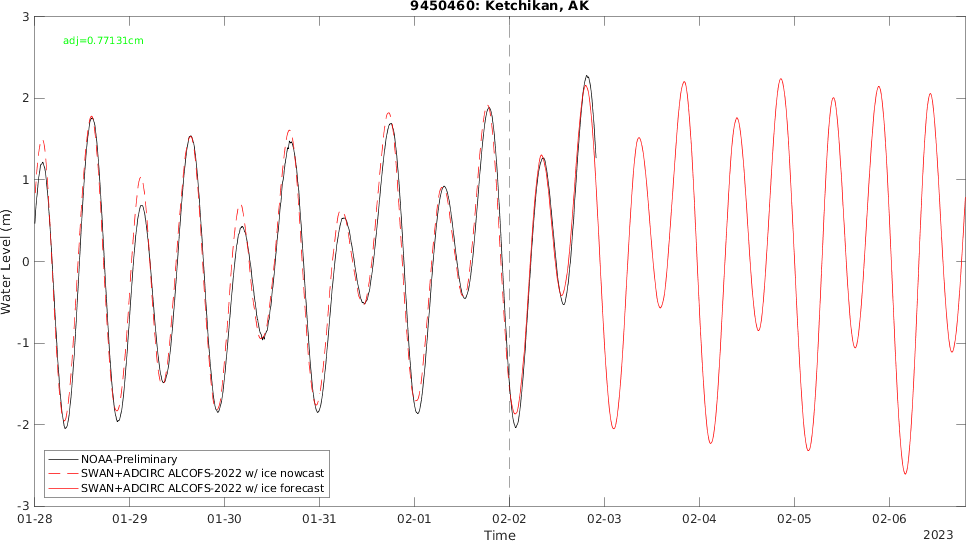 9450460: Ketchikan, AK
adj=0.77131cm
Water Level (m)
3
2
1
0
-1
-2
-3
NOAA-Preliminary
SWAN+ADCIRC ALCOFS-2022 w/ ice nowcast
SWAN+ADCIRC ALCOFS-2022 w/ ice forecast
01-28 01-29 01-30 01-31 02-01 02-02 02-03 02-04 02-05 02-06
Time
2023